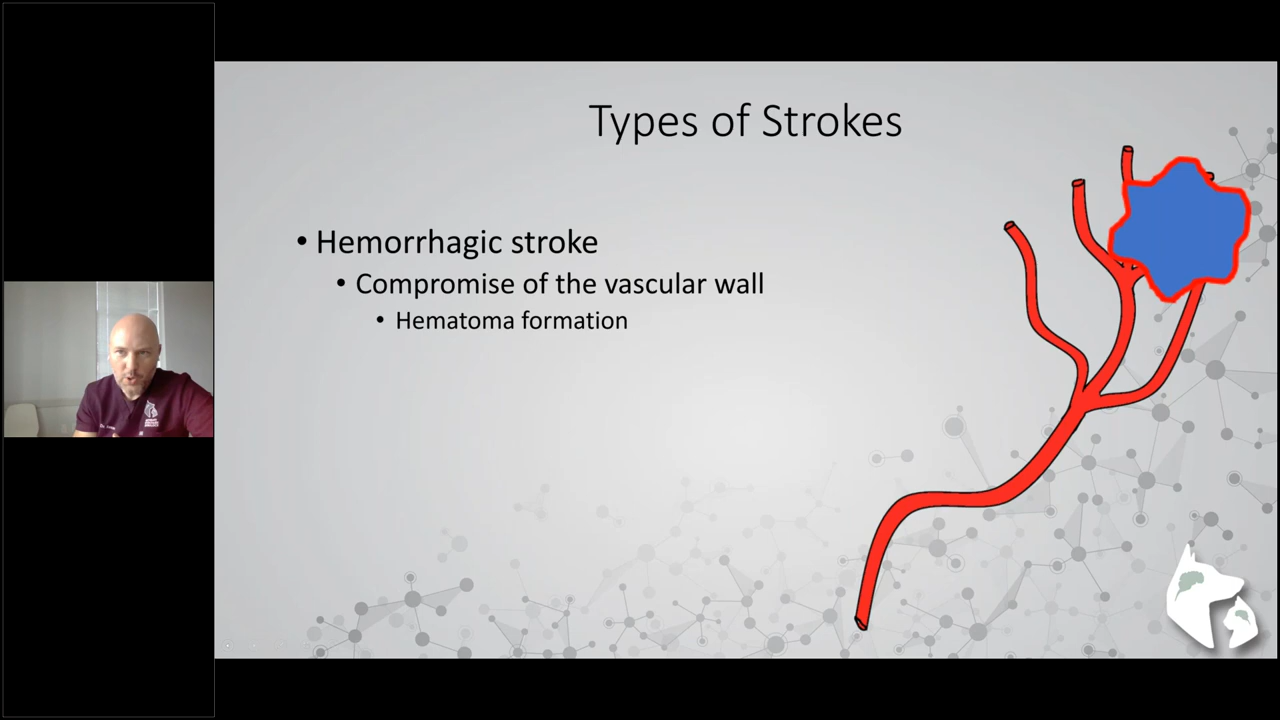 Types of Strokes
• Hemorrhagic stroke
• Compromise of the vascular wall
• Hematoma formation